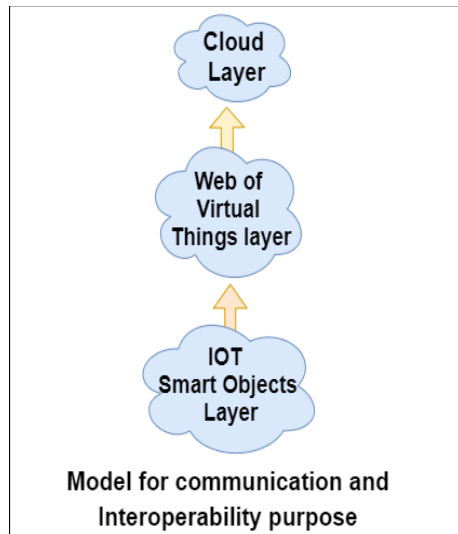 Cloud
Layer
Web of
Virtual
Things layer
IOT
Smart Objects
Layer
Model for communication and
Interoperability purpose